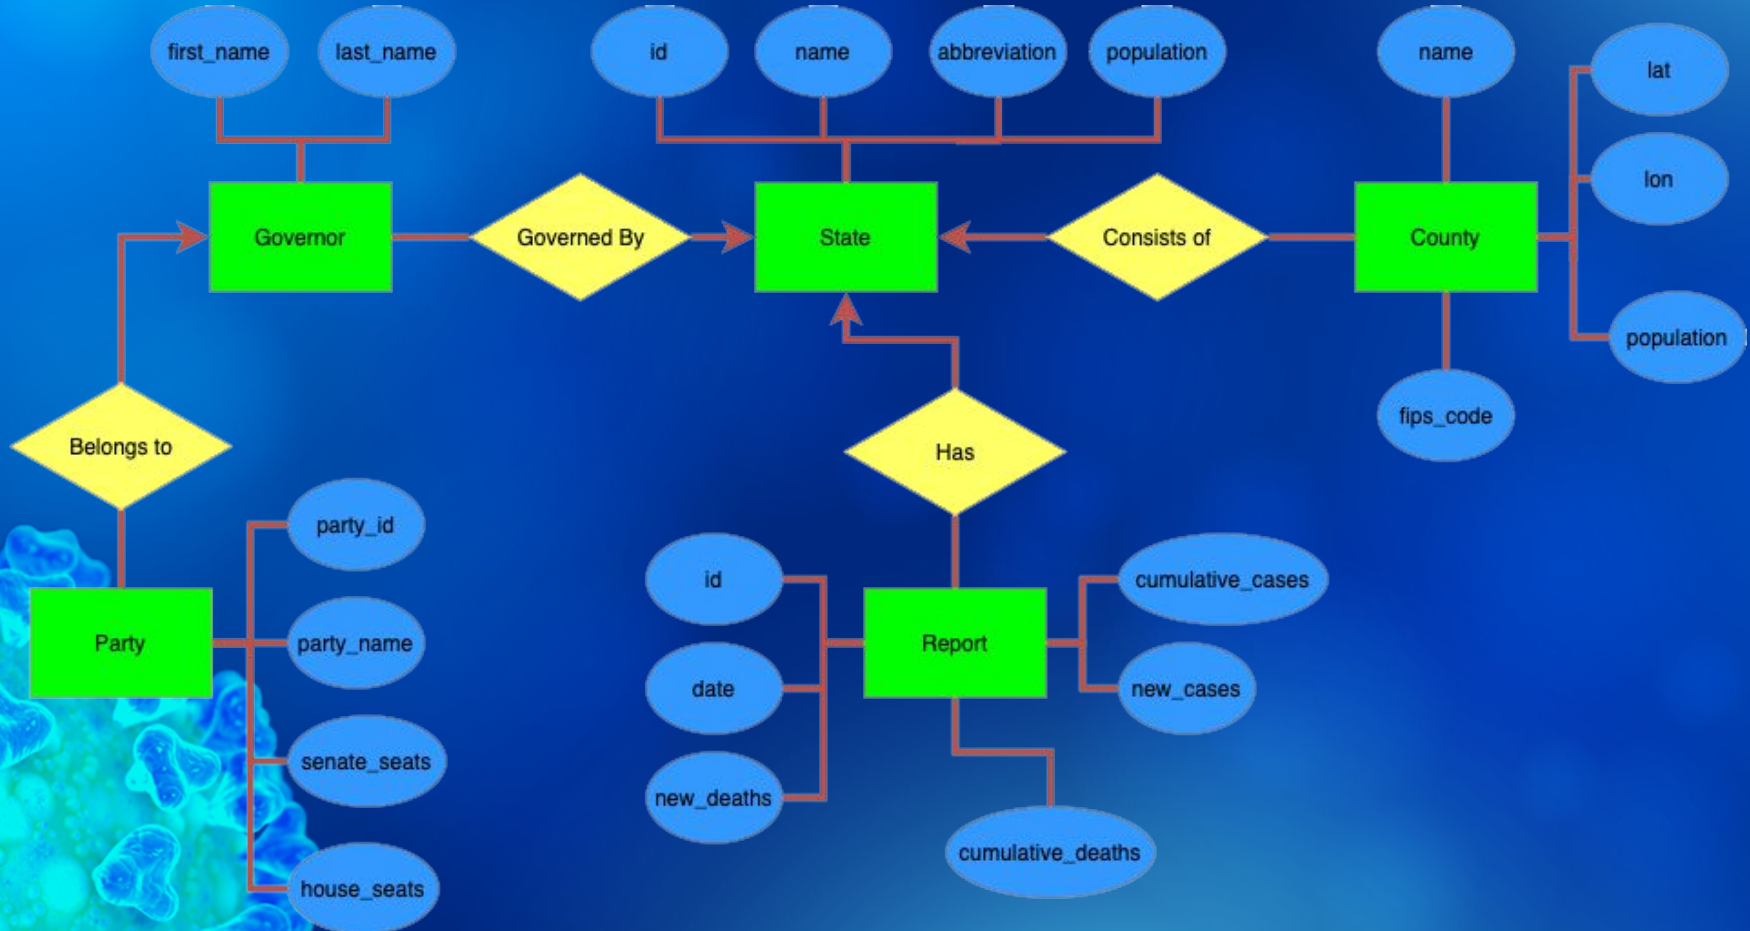 first_name
last_name
id
name
abbreviation
population
name
lat
lon
Governor
Governed By
State
Consists of
County
population
fips_code
Belongs to
Has
party_id
id
cumulative_cases
Party
party_name
Report
date
new_cases
senate_seats
new_deaths
cumulative_deaths
house_seats